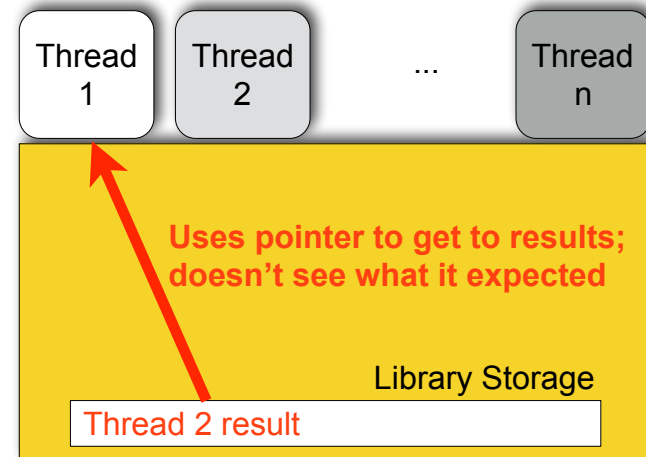 Thread
1
Thread
2
...
Thread
n
Uses pointer to get to results;
doesn't see what it expected
Library Storage
Thread 2 result